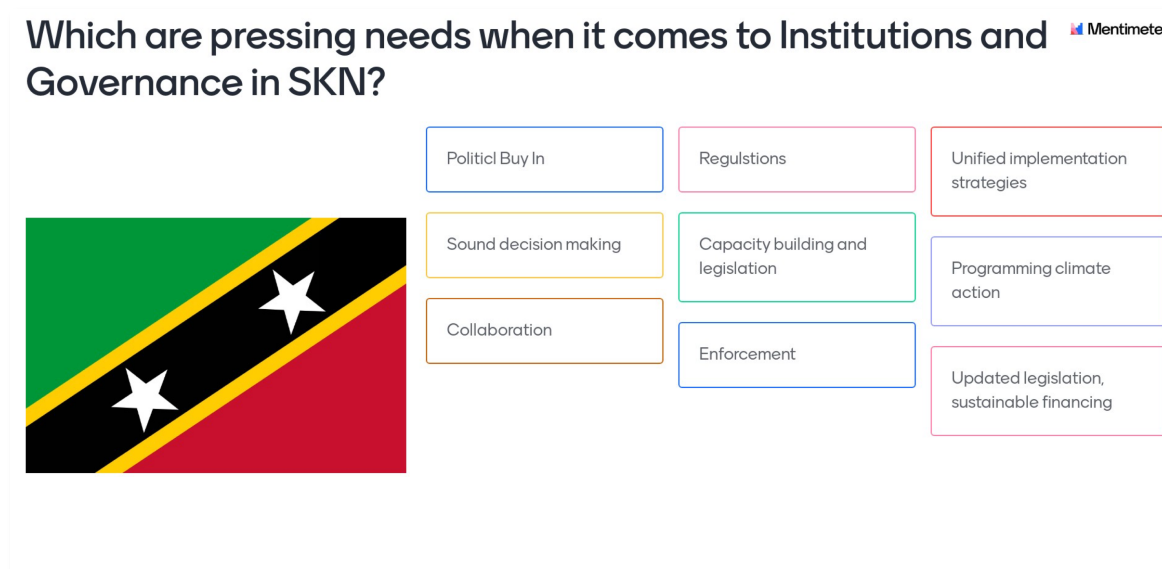 Which are pressing needs when it comes to Institutions and
Governance in SKN?
Mentimete
Politicl Buy In
Sound decision making
Collaboration
Regulstions
Capacity building and
legislation
Enforcement
Unified implementation
strategies
Programming climate
action
Updated legislation,
sustainable financing